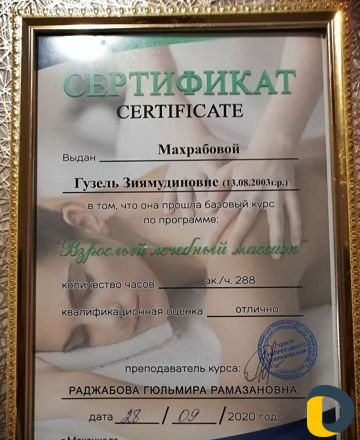 СЕРТИФИКАТ
CERTIFICATE
Выдан Махрабовой
Гузель Зиямудиновне (13.08.2003г.р.)
в том, что она прошла базовый курс
по программе:
"Взрослый лечебный массаж"
количество часов: ак./ч. 288
квалификационная оценка отлично
преподаватель курса:
РАДЖАБОВА ГЮЛЬМИРА РАМАЗАНОВНА
дата 28 / 09 / 2020 год